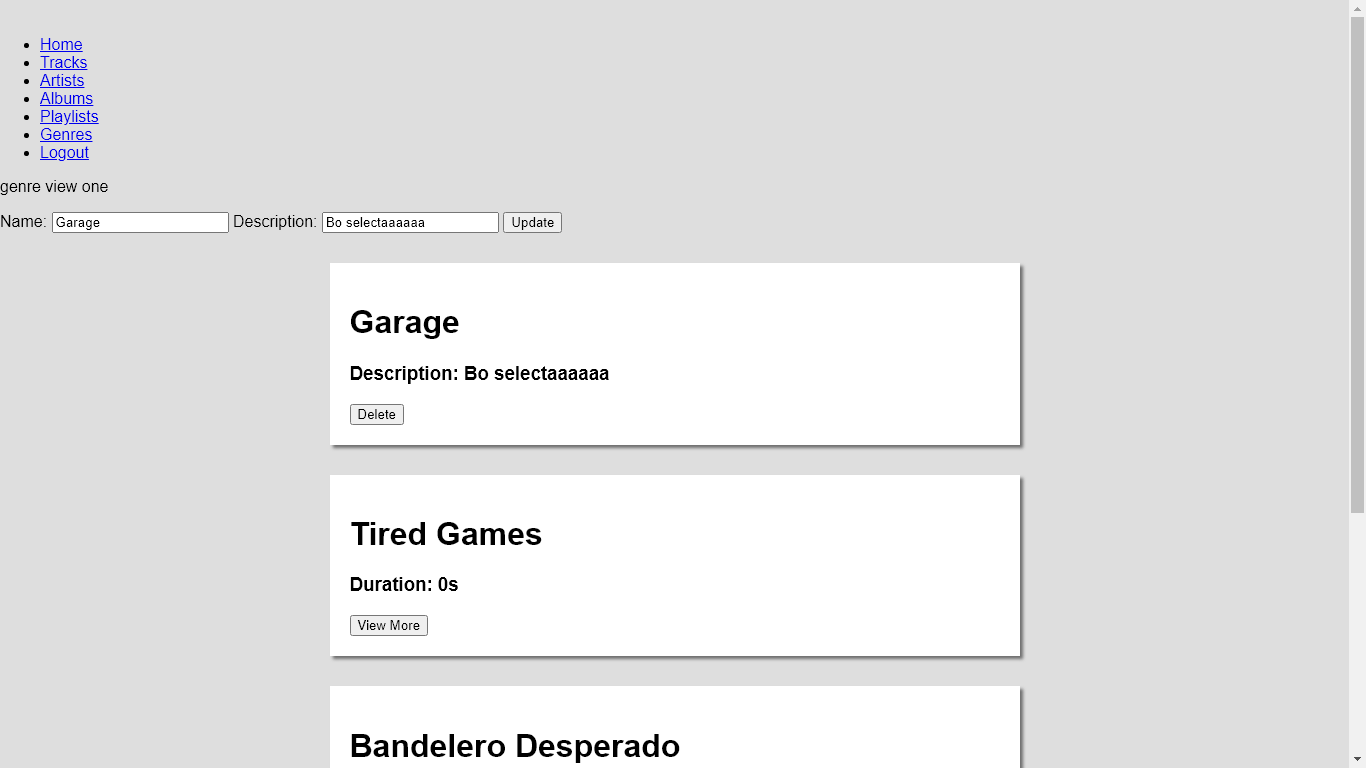 Home
Tracks
Artists
Albums
Playlists
Genres
Logout
genre view one
Name: Garage Description: Bo selectaaaaaa Update
Garage
Description: Bo selectaaaaaa
Delete
Tired Games
Duration: 0s
View More
Bandelero Desperado